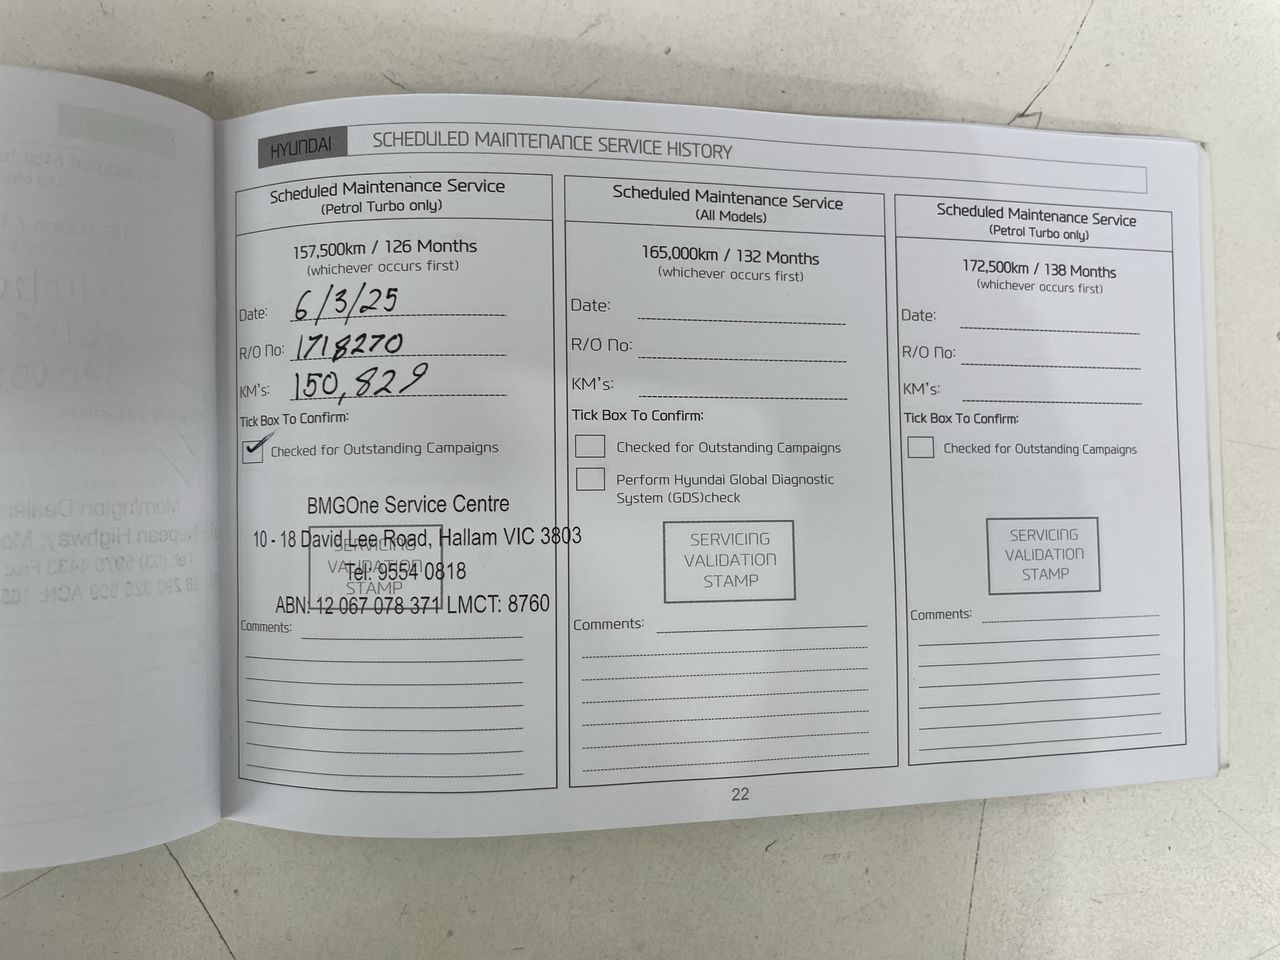 HYUNDAI SCHEDULED MAINTENANCE SERVICE HISTORY
Scheduled Maintenance Service
(Petrol Turbo only)
157,500km / 126 Months
(whichever occurs first)
Date: 6/3/25
R/O No: 1718270
KM's: 150,829
Tick Box To Confirm:
Checked for Outstanding Campaigns
BMGOne Service Centre
10 - 18 David Lee Road, Hallam VIC 3803
Tel: 9554 0818
ABN: 12 067 078 371 LMCT: 8760
SERVICING
VALIDATION
STAMP
Comments:
Scheduled Maintenance Service
(All Models)
165,000km / 132 Months
(whichever occurs first)
Date:
R/O No:
KM's:
Tick Box To Confirm:
Checked for Outstanding Campaigns
Perform Hyundai Global Diagnostic
System (GDS)check
SERVICING
VALIDATION
STAMP
Comments:
Scheduled Maintenance Service
(Petrol Turbo only)
172,500km / 138 Months
(whichever occurs first)
Date:
R/O No:
KM's:
Tick Box To Confirm:
Checked for Outstanding Campaigns
SERVICING
VALIDATION
STAMP
Comments:
22